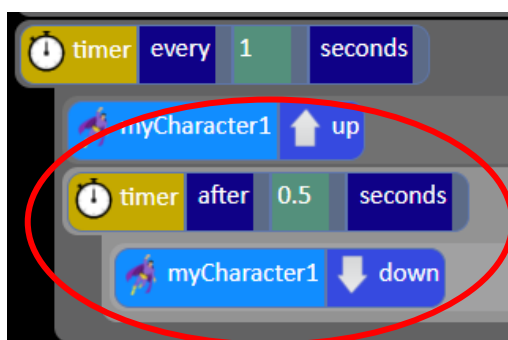 timer every 1 seconds
myCharacter1 up
timer after 0.5 seconds
myCharacter1 down